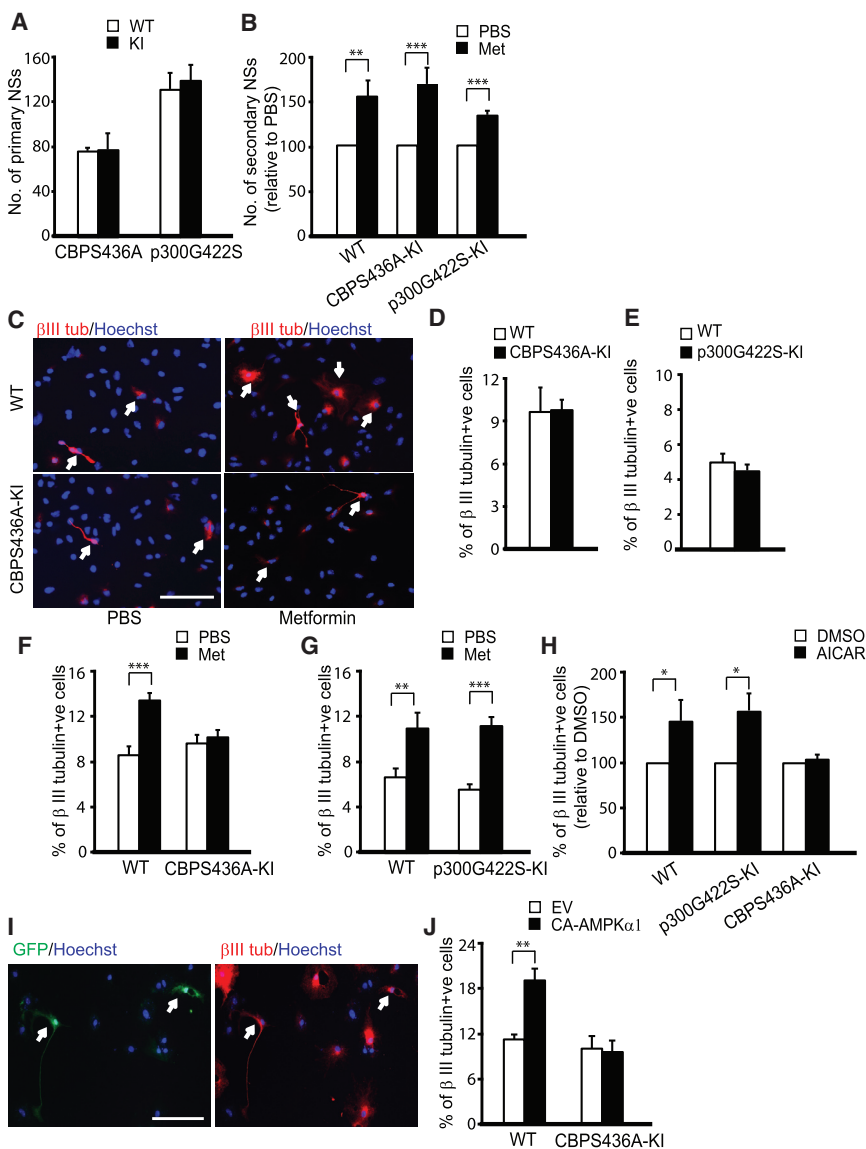 A
WT
KI
No. of primary NSs
160
120
80
40
0
CBPS436A p300G422S
B
PBS
Met
No. of secondary NSs
(relative to PBS)
200
150
100
50
0
**
***
***
WT
CBPS436A-KI
p300G422S-KI
C
βIII tub/Hoechst
βIII tub/Hoechst
WT
CBPS436A-KI
PBS
Metformin
D
WT
CBPS436A-KI
% of β III tubulin+ve cells
12
9
6
3
0
E
WT
p300G422S-KI
% of β III tubulin+ve cells
10
8
6
4
2
0
F
PBS
Met
% of β III tubulin+ve cells
16
12
8
4
0
***
WT CBPS436A-KI
G
PBS
Met
% of β III tubulin+ve cells
16
12
8
4
0
**
***
WT p300G422S-KI
H
DMSO
AICAR
% of β III tubulin+ve cells
(relative to DMSO)
200
150
100
50
0
*
*
WT
p300G422S-KI
CBPS436A-KI
I
GFP/Hoechst
βIII tub/Hoechst
J
EV
CA-AMPKα1
% of β III tubulin+ve cells
24
18
12
6
0
**
WT CBPS436A-KI